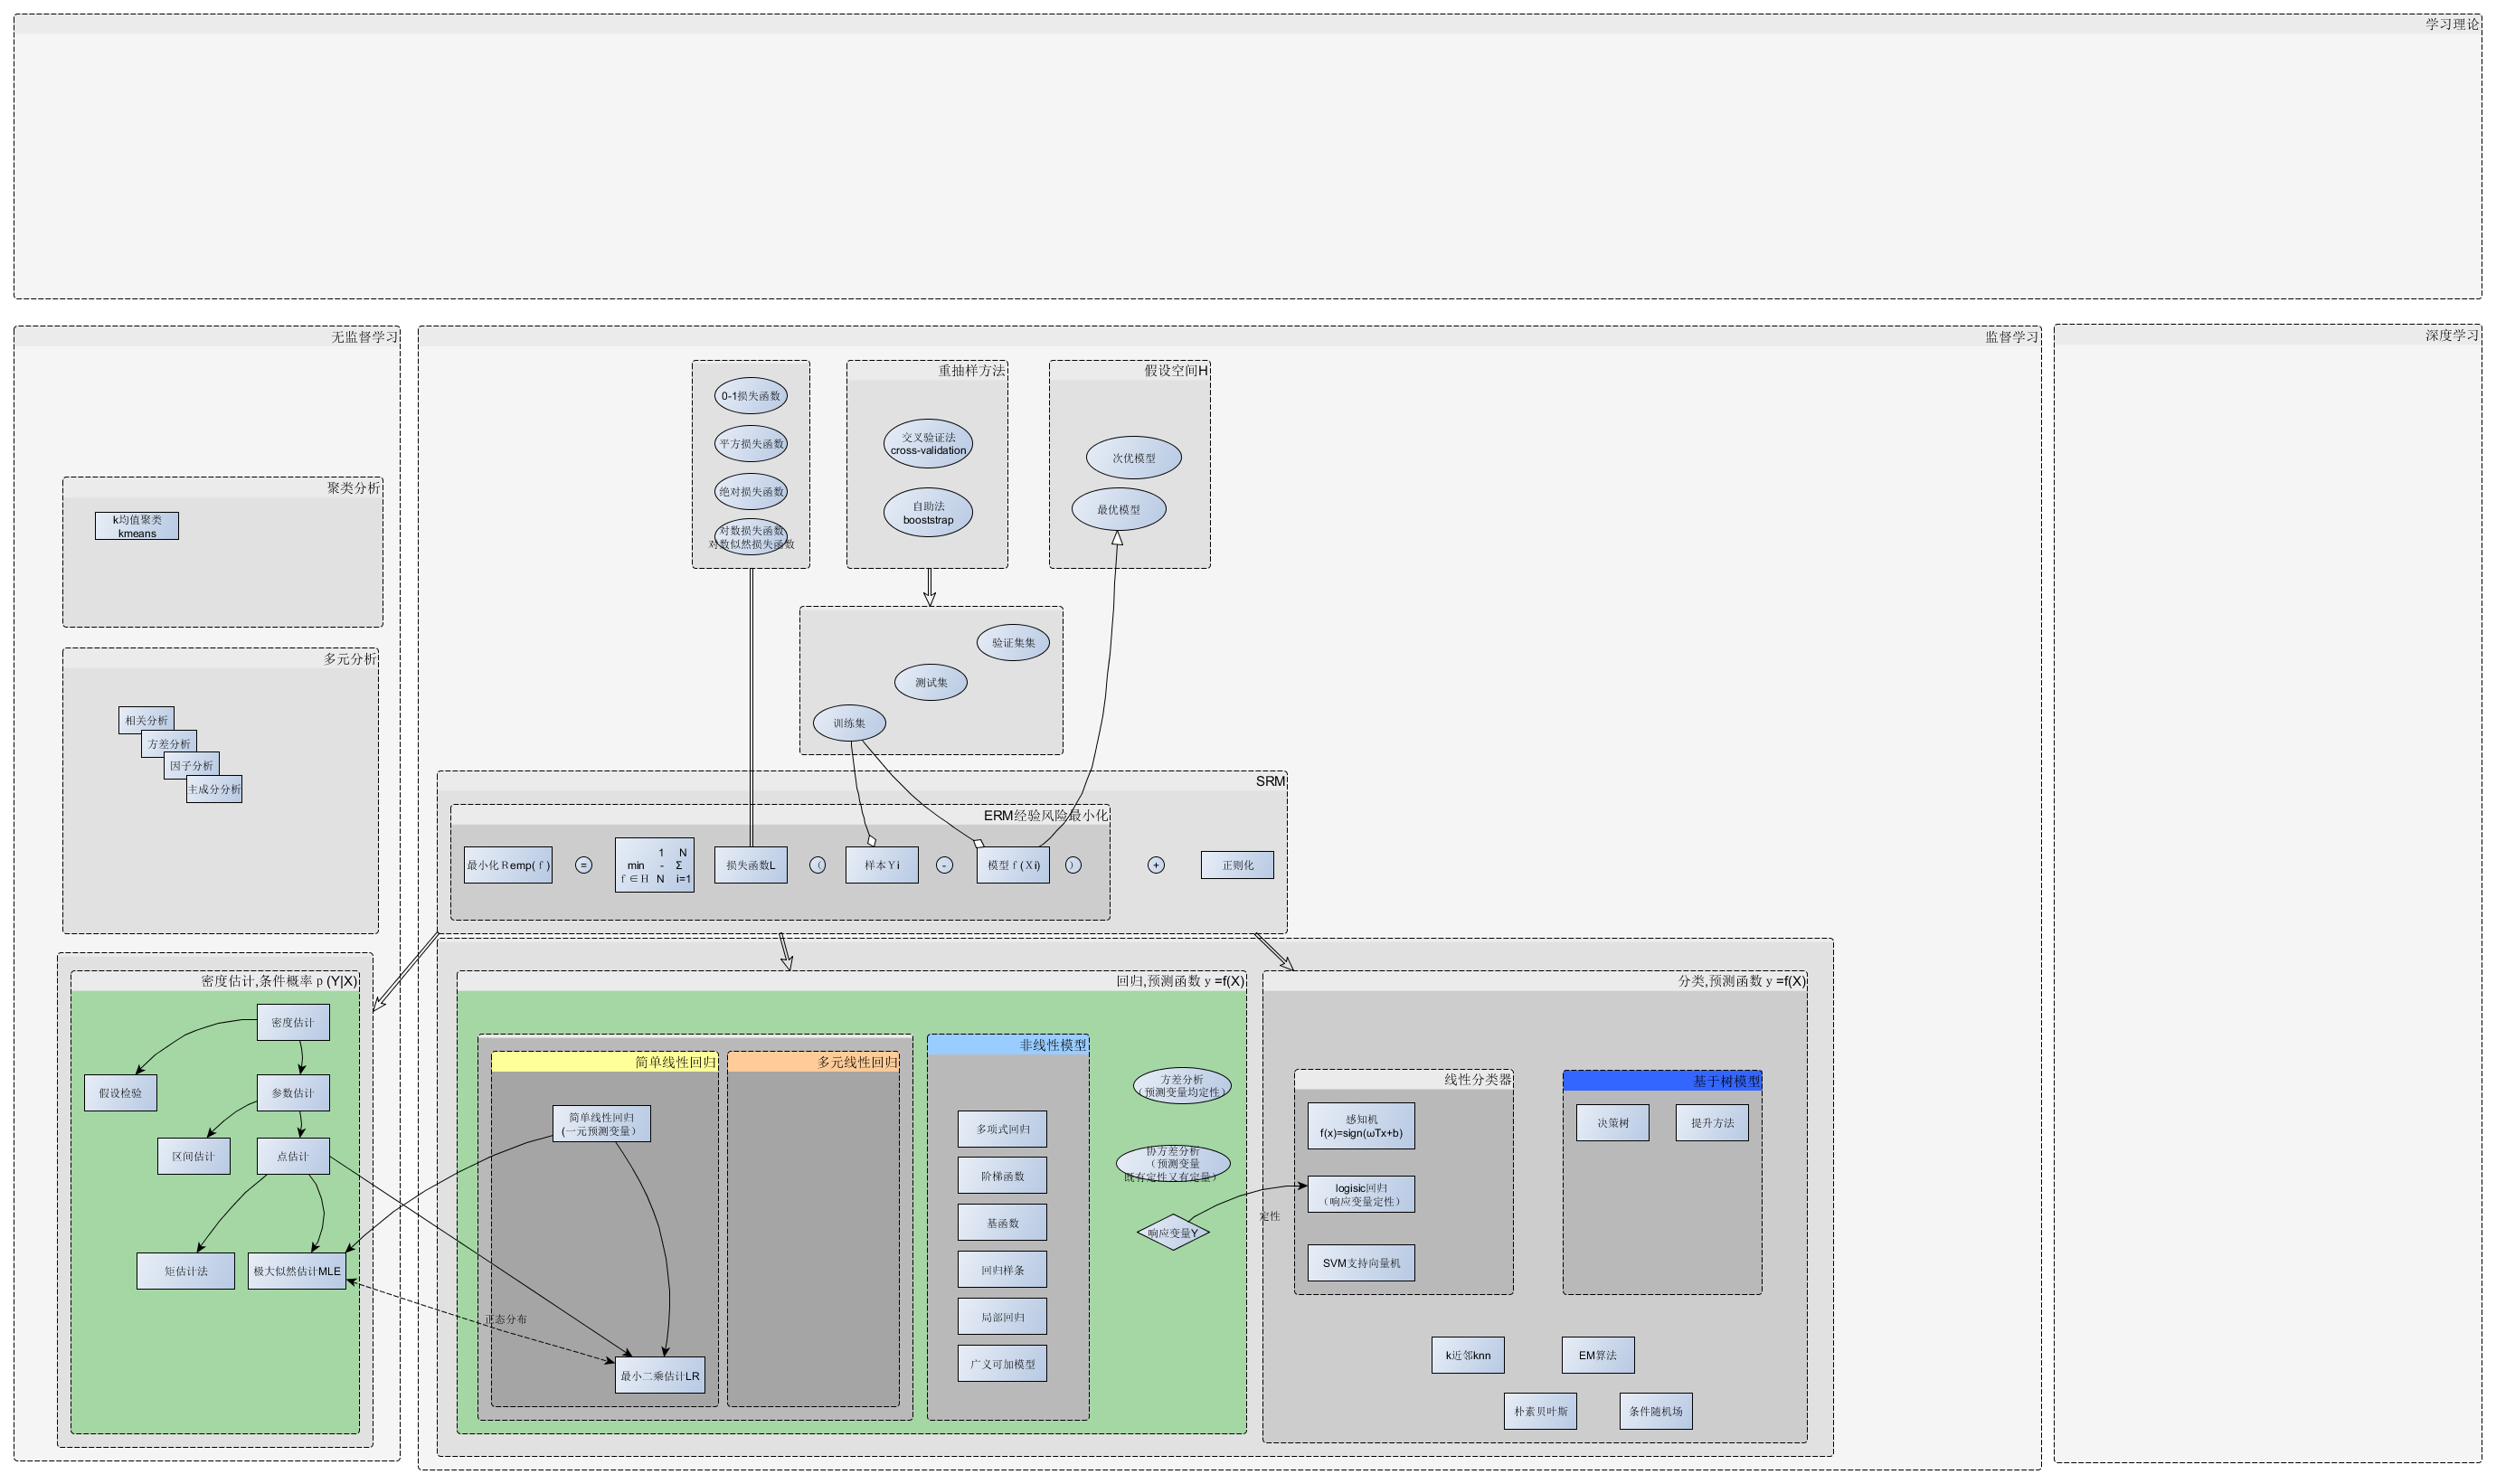 学习理论
无监督学习
监督学习
深度学习
聚类分析
k均值聚类
kmeans
多元分析
相关分析
方差分析
因子分析
主成分分析
0-1损失函数
平方损失函数
绝对损失函数
对数损失函数
对数似然损失函数
重抽样方法
交叉验证法
cross-validation
自助法
booststrap
假设空间H
次优模型
最优模型
验证集集
测试集
训练集
SRM
ERM经验风险最小化
最小化Remp(f)
=
1 N
min - Σ
f∈H N i=1
损失函数L
（
样本Yi
-
模型f(Xi)
）
+
正则化
密度估计,条件概率p(Y|X)
密度估计
假设检验
参数估计
区间估计
点估计
矩估计法
极大似然估计MLE
正态分布
回归,预测函数y=f(X)
简单线性回归
简单线性回归
(一元预测变量）
最小二乘估计LR
多元线性回归
非线性模型
多项式回归
阶梯函数
基函数
回归样条
局部回归
广义可加模型
方差分析
（预测变量均定性）
协方差分析
（预测变量
既有定性又有定量）
响应变量Y
定性
分类,预测函数y=f(X)
线性分类器
感知机
f(x)=sign(ωTx+b)
logisic回归
（响应变量定性）
SVM支持向量机
基于树模型
决策树
提升方法
k近邻knn
EM算法
朴素贝叶斯
条件随机场